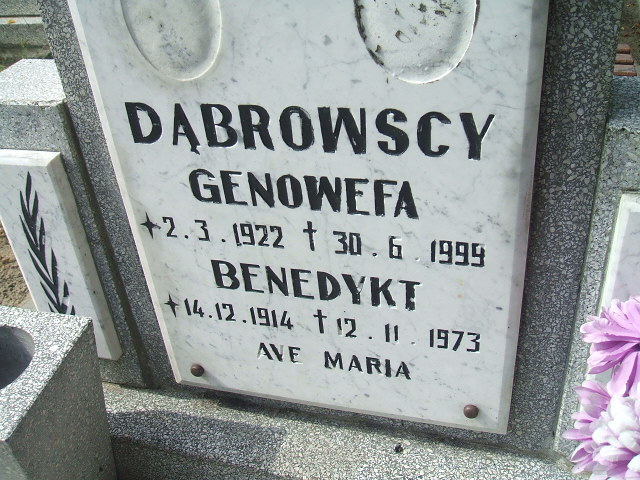 DĄBROWSCY
GENOWEFA
✦2.3.1922 †30.6.1999
BENEDYKT
✦14.12.1914 †12.11.1973
AVE MARIA